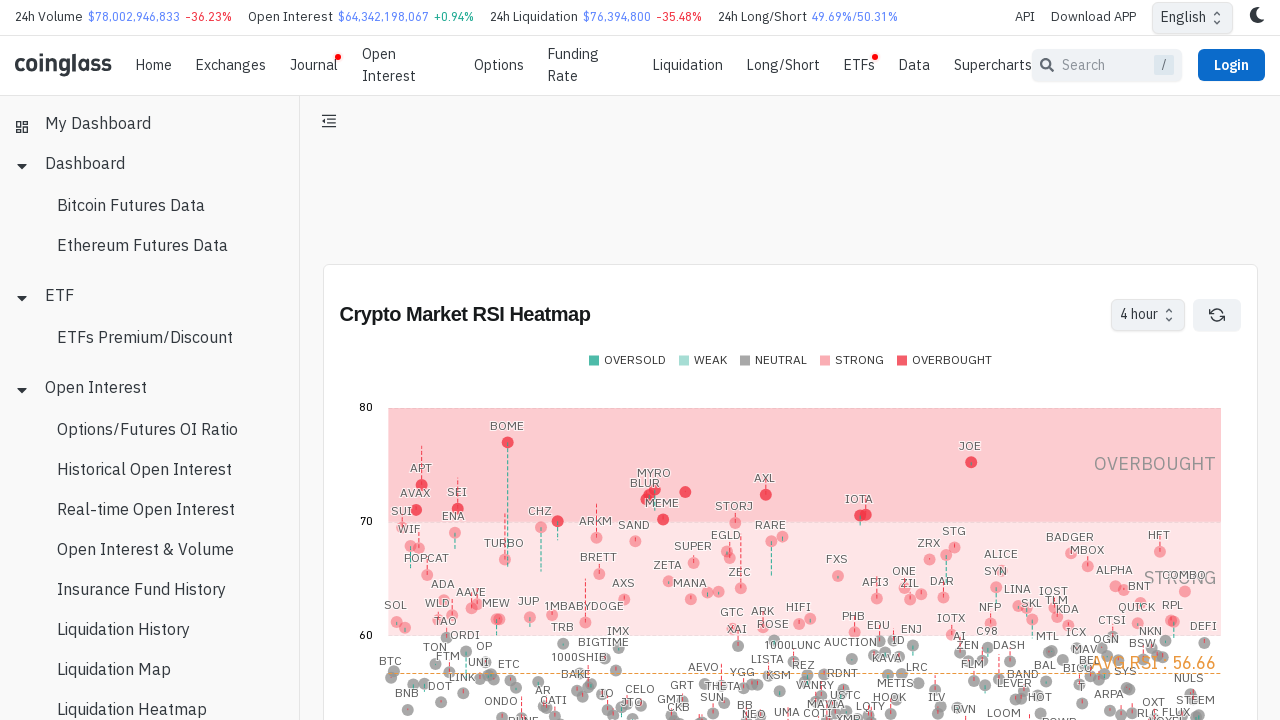 24h Volume $78,002,946,833 -36.23% Open Interest $64,342,198,067 +0.94% 24h Liquidation $76,394,800 -35.48% 24h Long/Short 49.69%/50.31% API Download APP English
coinglass Home Exchanges Journal Open Interest Options Funding Rate Liquidation Long/Short ETFs Data Supercharts Search / Login
My Dashboard
Dashboard
Bitcoin Futures Data
Ethereum Futures Data
ETF
ETFs Premium/Discount
Open Interest
Options/Futures OI Ratio
Historical Open Interest
Real-time Open Interest
Open Interest & Volume
Insurance Fund History
Liquidation History
Liquidation Map
Liquidation Heatmap
Crypto Market RSI Heatmap 4 hour
OVERSOLD WEAK NEUTRAL STRONG OVERBOUGHT
80
BOME
JOE
OVERBOUGHT
APT MYRO AXL
BLUR
AVAX SEI MEME IOTA
SUI ENA CHZ STORJ
70
ARKM SAND RARE
WIF EGLD STG BADGER HFT
TURBO SUPER ZRX MBOX
POPCAT BRETT ZETA ZEC FXS ALICE
ONE SYN ALPHA STRONG COMBO
ADA AXS MANA API3 ZIL DAR BNT
AAVE LINA IOST
SOL WLD MEW JUP 1MBABYDOGE GTC ARK HIFI NFP SKL TLM KDA QUICK RPL
TAO TRB ROSE PHB EDU IOTX CTSI DEFI
60
ORDI IMX XAI ENJ AI C98 MTL ICX NKN
TON OP BIGTIME 1000LUNC AUCTION ID ZEN DASH MAV OGN BSW
BTC FTM UNI ETC 1000SHIB LISTA REZ KAVA LRC FLM BAL AVG RSI : 56.66
LINK BAKE AEVO YGG KSM RDNT BAND SYS NULS
BNB DOT AR IO CELO GRT THETA VANRY METIS LEVER
ONDO QATI JTO GMT SUN USTC HOOK ILV HOT ARPA STEEM
CKB BB MAVIA LQTY OXT
UMA RVN LOOM FLUX